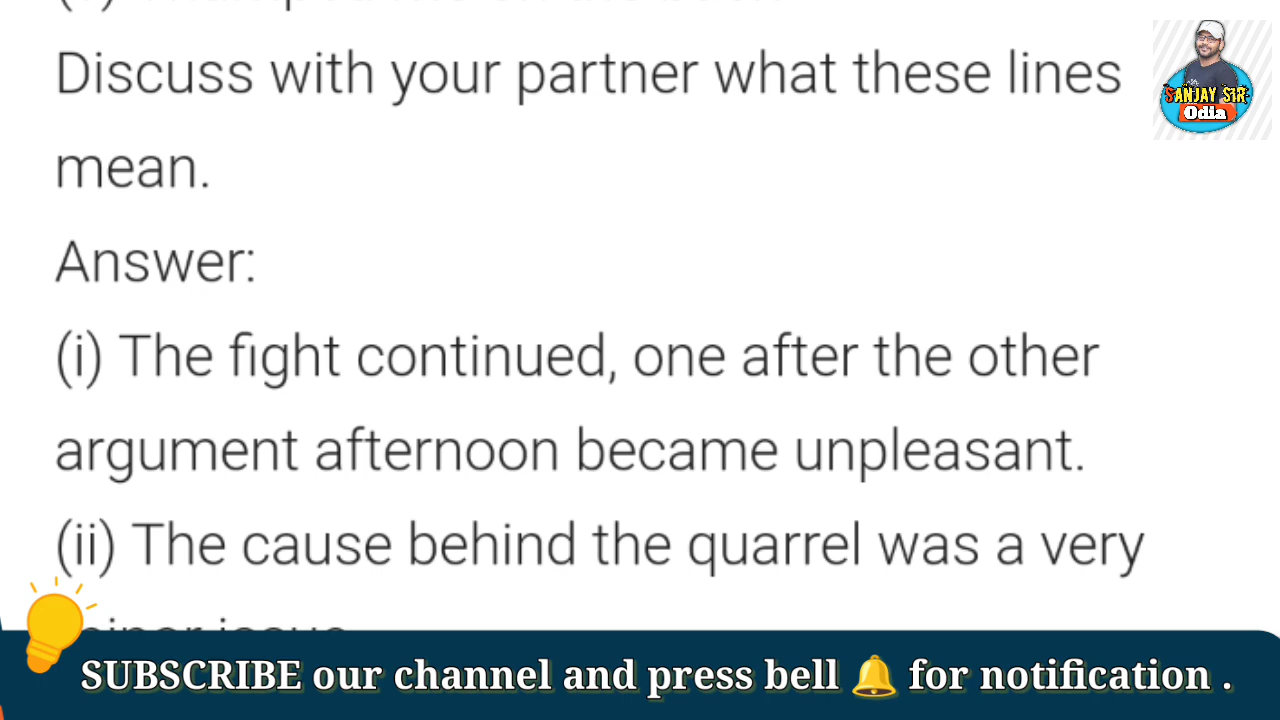 Discuss with your partner what these lines
mean.
Answer:
(i) The fight continued, one after the other
argument afternoon became unpleasant.
(ii) The cause behind the quarrel was a very
SANJAY SIR
Odia
SUBSCRIBE our channel and press bell 🔔 for notification .